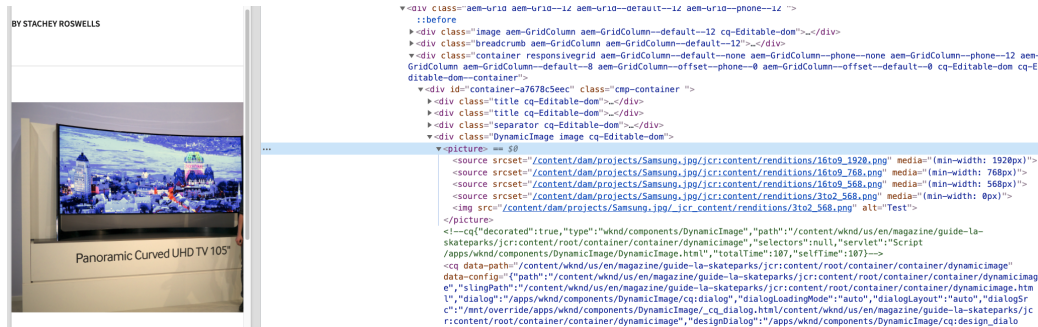 BY STACHEY ROSWELLS
Panoramic Curved UHD TV 105"
▼<div class="aem-Grid aem-Grid--12 aem-Grid--default--12 aem-Grid--phone--12 ">
::before
▶<div class="image aem-GridColumn aem-GridColumn--default--12 cq-Editable-dom">…</div>
▶<div class="breadcrumb aem-GridColumn aem-GridColumn--default--12">…</div>
▼<div class="container responsivegrid aem-GridColumn--default--none aem-GridColumn--phone--none aem-GridColumn--phone--12 aem-
GridColumn aem-GridColumn--default--8 aem-GridColumn--offset--phone--0 aem-GridColumn--offset--default--0 cq-Editable-dom cq-E
ditable-dom--container">
▼<div id="container-a7678c5eec" class="cmp-container ">
▶<div class="title cq-Editable-dom">…</div>
▶<div class="title cq-Editable-dom">…</div>
▶<div class="separator cq-Editable-dom">…</div>
▼<div class="DynamicImage image cq-Editable-dom">
… ▼<picture> == $0
<source srcset="/content/dam/projects/Samsung.jpg/jcr:content/renditions/16to9_1920.png" media="(min-width: 1920px)">
<source srcset="/content/dam/projects/Samsung.jpg/jcr:content/renditions/16to9_768.png" media="(min-width: 768px)">
<source srcset="/content/dam/projects/Samsung.jpg/jcr:content/renditions/16to9_568.png" media="(min-width: 568px)">
<source srcset="/content/dam/projects/Samsung.jpg/jcr:content/renditions/3to2_568.png" media="(min-width: 0px)">
<img src="/content/dam/projects/Samsung.jpg/_jcr_content/renditions/3to2_568.png" alt="Test">
</picture>
<!--cq{"decorated":true,"type":"wknd/components/DynamicImage","path":"/content/wknd/us/en/magazine/guide-la-
skateparks/jcr:content/root/container/container/dynamicimage","selectors":null,"servlet":"Script
/apps/wknd/components/DynamicImage/DynamicImage.html","totalTime":107,"selfTime":107}-->
<cq data-path="/content/wknd/us/en/magazine/guide-la-skateparks/jcr:content/root/container/container/dynamicimage"
data-config="{"path":"/content/wknd/us/en/magazine/guide-la-skateparks/jcr:content/root/container/container/dynamicimag
e","slingPath":"/content/wknd/us/en/magazine/guide-la-skateparks/jcr:content/root/container/container/dynamicimage.htm
l","dialog":"/apps/wknd/components/DynamicImage/cq:dialog","dialogLoadingMode":"auto","dialogLayout":"auto","dialogSr
c":"/mnt/override/apps/wknd/components/DynamicImage/_cq_dialog.html/content/wknd/us/en/magazine/guide-la-skateparks/jc
r:content/root/container/container/dynamicimage","designDialog":"/apps/wknd/components/DynamicImage/cq:design_dialo